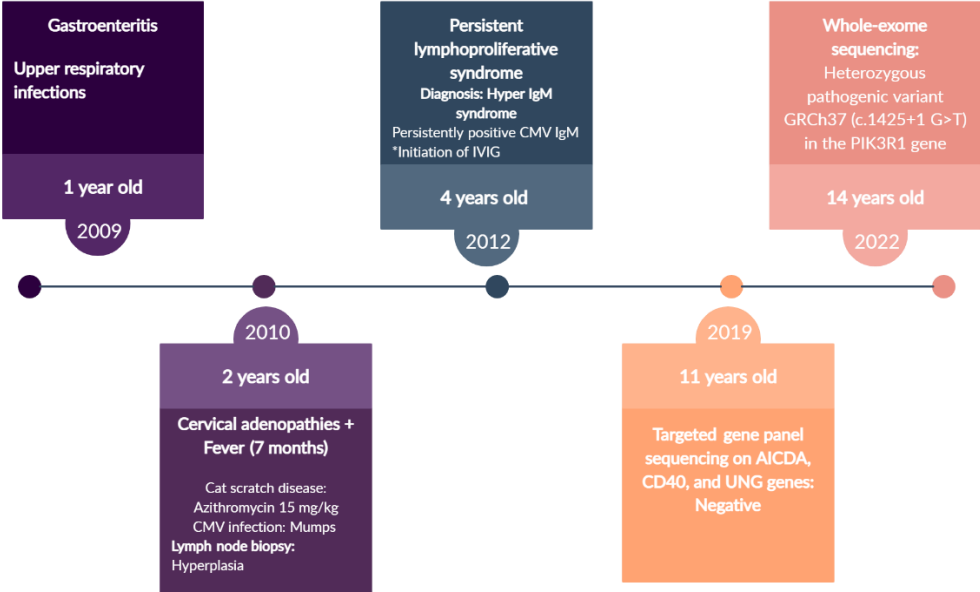 Gastroenteritis
Upper respiratory
infections
1 year old
2009
2010
2 years old
Cervical adenopathies +
Fever (7 months)
Cat scratch disease:
Azithromycin 15 mg/kg
CMV infection: Mumps
Lymph node biopsy:
Hyperplasia
Persistent
lymphoproliferative
syndrome
Diagnosis: Hyper IgM
syndrome
Persistently positive CMV IgM
*Initiation of IVIG
4 years old
2012
2019
11 years old
Targeted gene panel
sequencing on AICDA,
CD40, and UNG genes:
Negative
Whole-exome
sequencing:
Heterozygous
pathogenic variant
GRCh37 (c.1425+1 G>T)
in the PIK3R1 gene
14 years old
2022